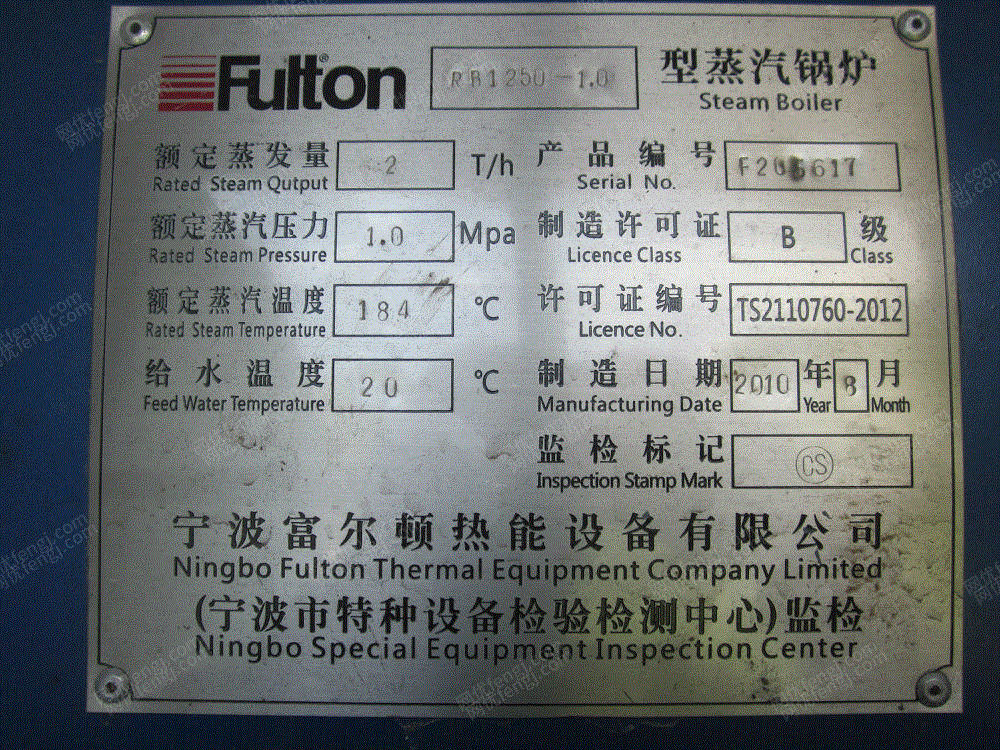 Fulton RB1250-1.0 型蒸汽锅炉
Steam Boiler
额定蒸发量 2 T/h 产品编号
Rated Steam Qutput Serial No.
额定蒸汽压力 1.0 Mpa 制造许可证 B 级
Rated Steam Pressure Licence Class Class
额定蒸汽温度 184 ℃ 许可证编号 TS2110760-2012
Rated Steam Temperature Licence No.
给水温度 20 ℃ 制造日期 2010 年 8 月
Feed Water Temperature Manufacturing Date Year Month
监检标记 CS
Inspection Stamp Mark
宁波富尔顿热能设备有限公司
Ningbo Fulton Thermal Equipment Company Limited
(宁波市特种设备检验检测中心)监检
Ningbo Special Equipment Inspection Center